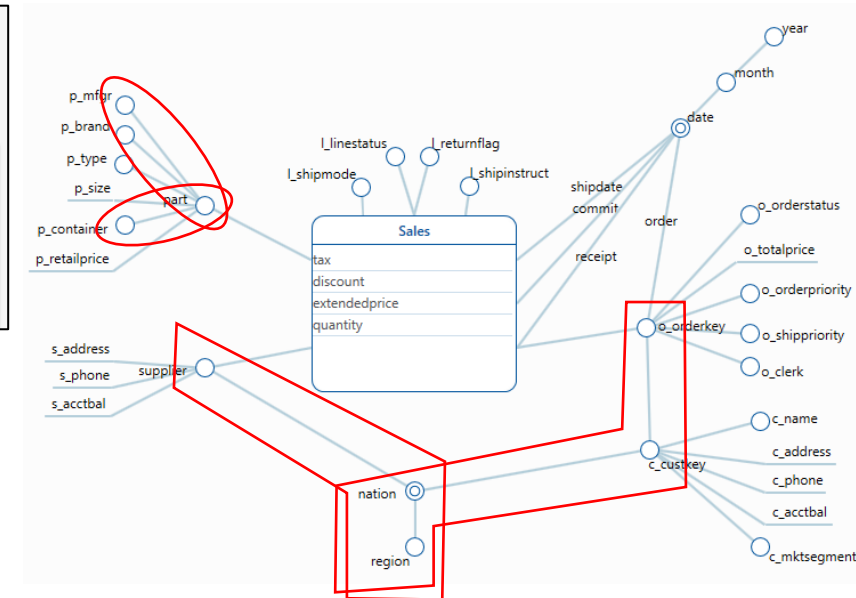 year
month
date
p_mfgr
p_brand
p_type
p_size
part
p_container
p_retailprice
l_linestatus
l_returnflag
l_shipmode
l_shipinstruct
shipdate
commit
order
receipt
Sales
tax
discount
extendedprice
quantity
o_orderstatus
o_totalprice
o_orderpriority
o_orderkey
o_shippriority
o_clerk
s_address
s_phone
supplier
s_acctbal
c_name
c_address
c_custkey
c_phone
c_acctbal
c_mktsegment
nation
region